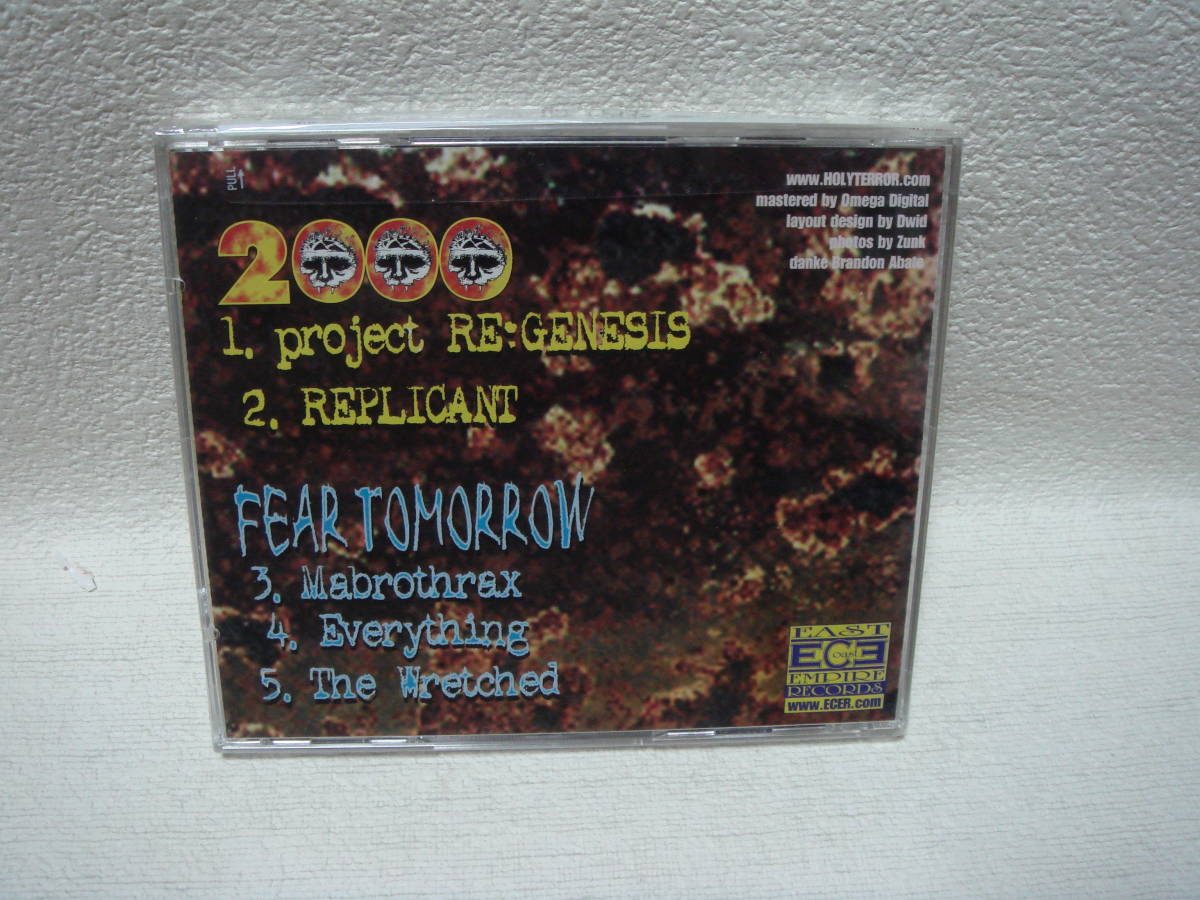 PULL
www.HOLYTERROR.com
mastered by Omega Digital
layout design by Dwid
photos by Zunk
danke Brandon Abate
2000
1. project RE:GENESIS
2. REPLICANT
FEAR TOMORROW
3. Mabrothrax
4. Everything
5. The Wretched
EAST
ECE
Coast
EMPIRE
RECORDS
www.ECER.com